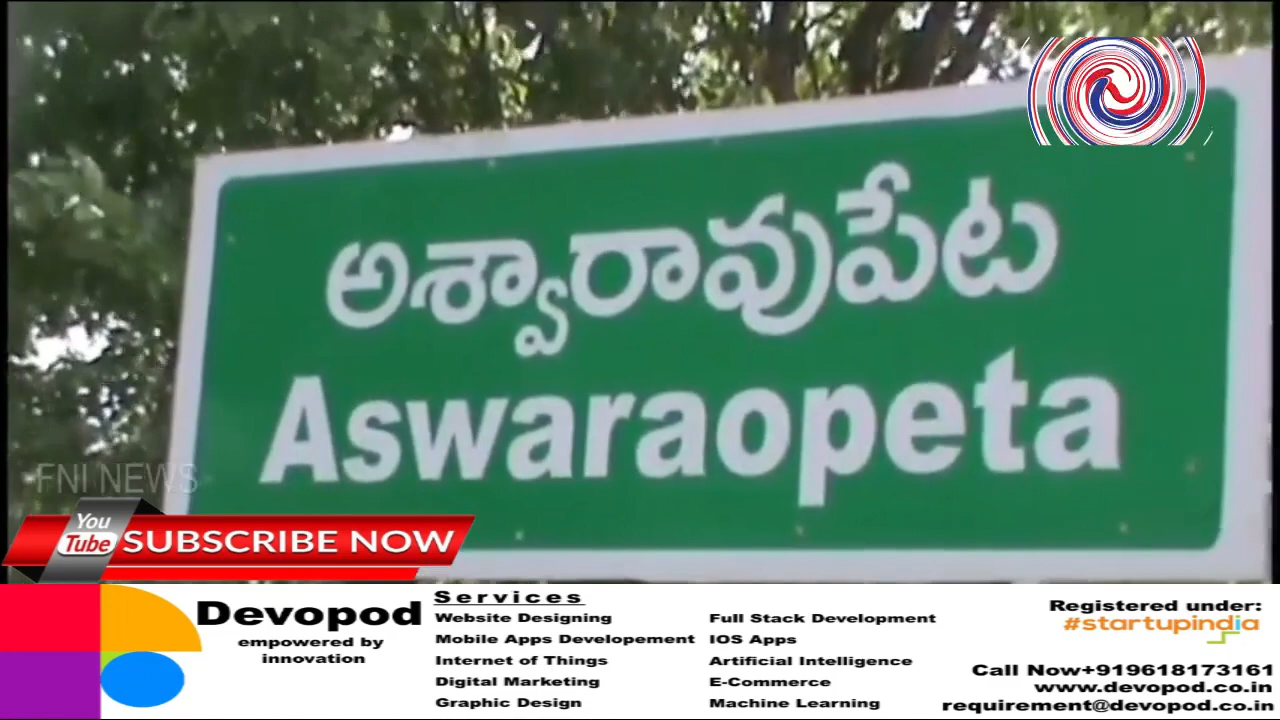 అశ్వారావుపేట
Aswaraopeta
FNI NEWS
You
Tube
SUBSCRIBE NOW
Devopod
empowered by
innovation
Services
Website Designing
Mobile Apps Developement
Internet of Things
Digital Marketing
Graphic Design
Full Stack Development
IOS Apps
Artificial Intelligence
E-Commerce
Machine Learning
Registered under:
#startupindia
Call Now+919618173161
www.devopod.co.in
requirement@devopod.co.in